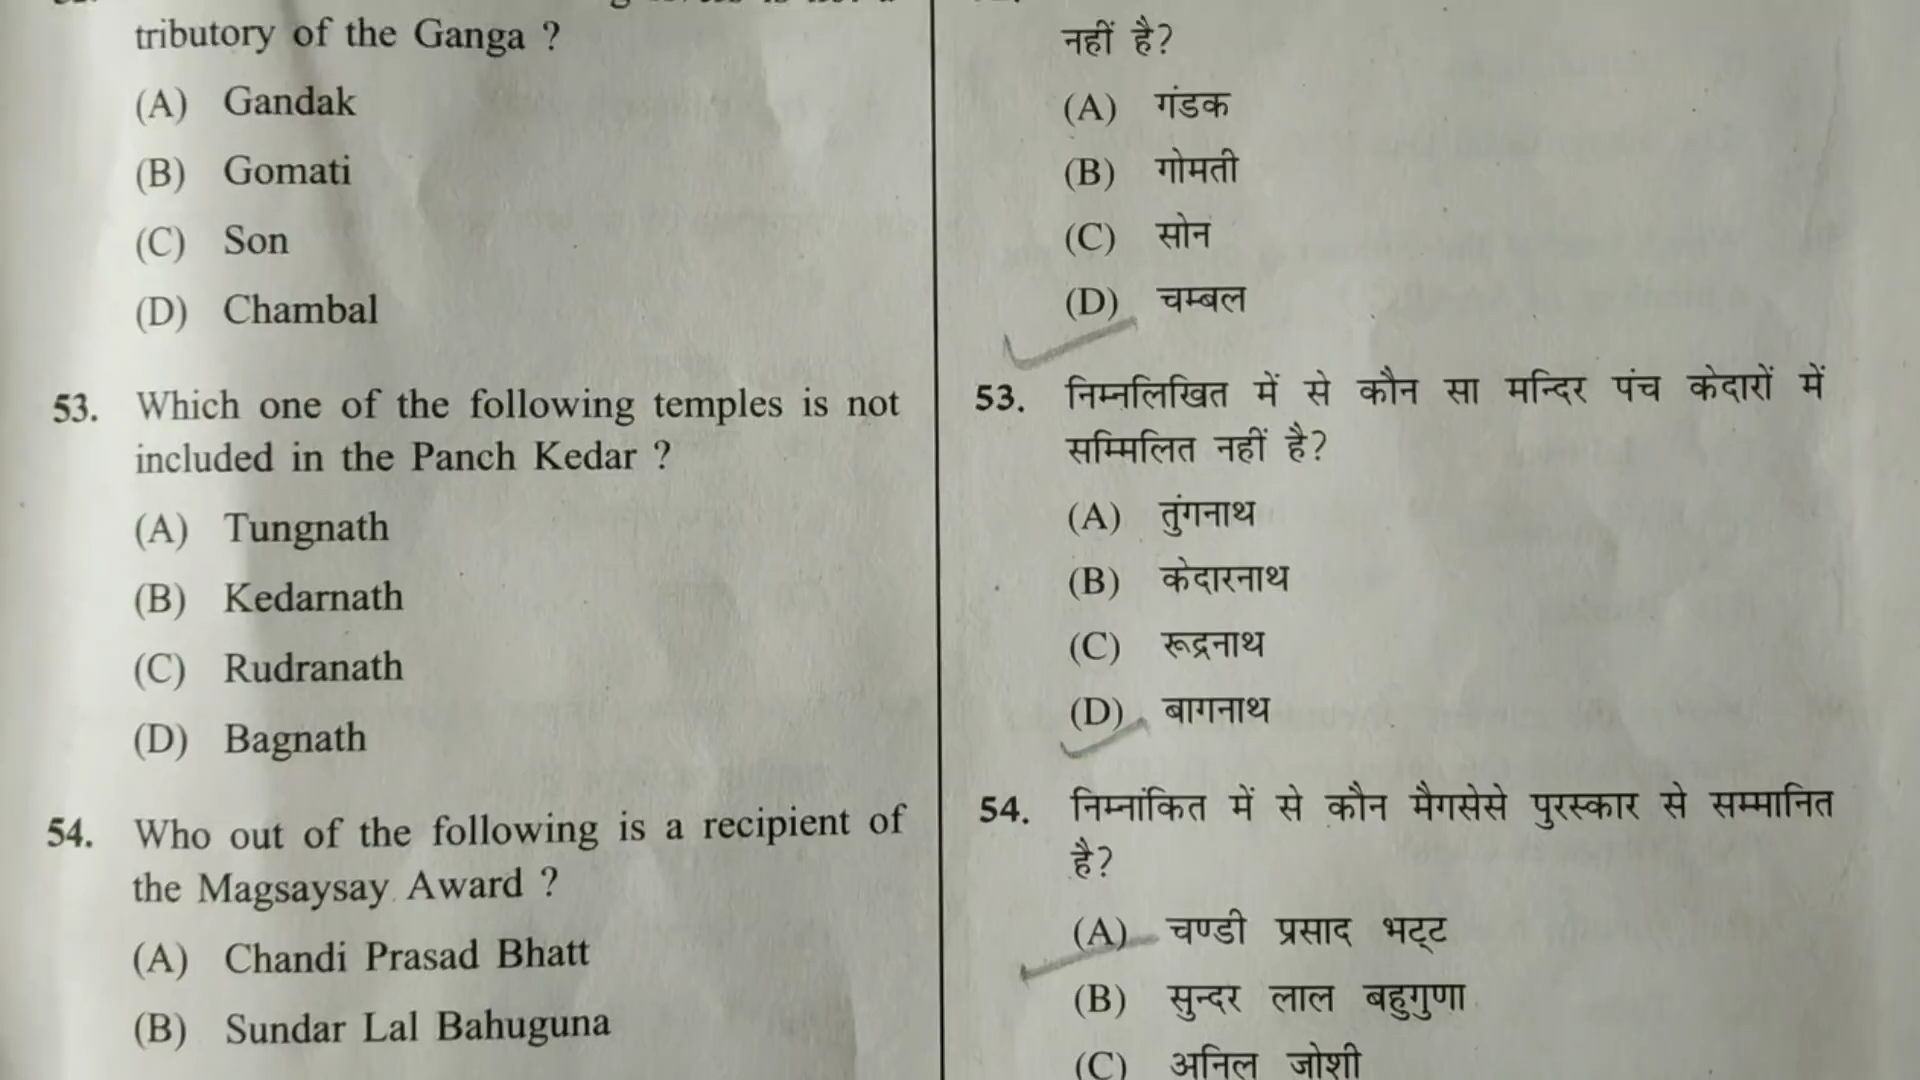 tributory of the Ganga ?
(A) Gandak
(B) Gomati
(C) Son
(D) Chambal
53. Which one of the following temples is not
included in the Panch Kedar ?
(A) Tungnath
(B) Kedarnath
(C) Rudranath
(D) Bagnath
54. Who out of the following is a recipient of
the Magsaysay Award ?
(A) Chandi Prasad Bhatt
(B) Sundar Lal Bahuguna
नहीं है?
(A) गंडक
(B) गोमती
(C) सोन
(D) चम्बल
53. निम्नलिखित में से कौन सा मन्दिर पंच केदारों में
सम्मिलित नहीं है?
(A) तुंगनाथ
(B) केदारनाथ
(C) रूद्रनाथ
(D) बागनाथ
54. निम्नांकित में से कौन मैगसेसे पुरस्कार से सम्मानित
है?
(A) चण्डी प्रसाद भट्ट
(B) सुन्दर लाल बहुगुणा
(C) अनिल जोशी